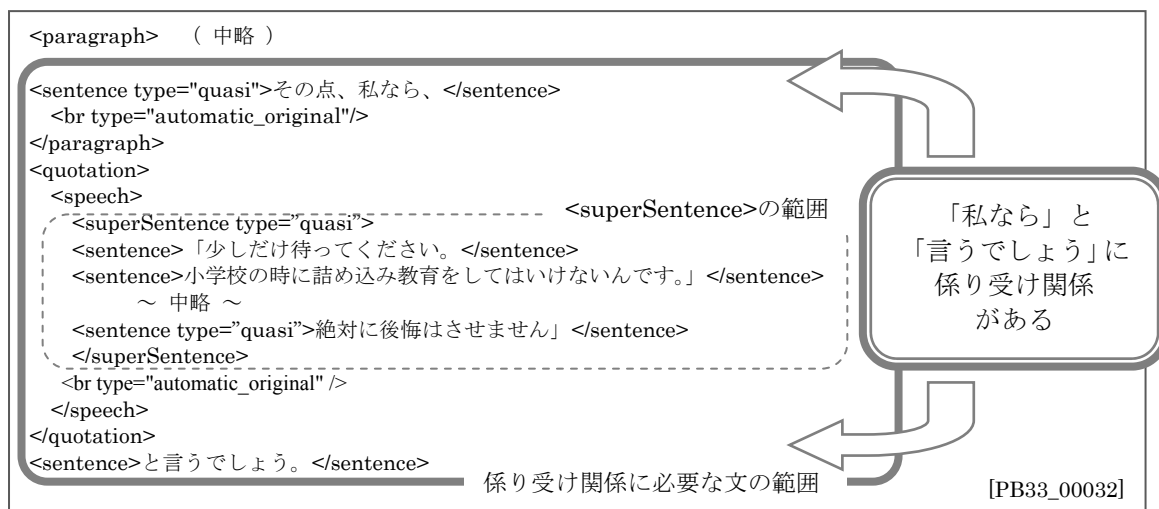 <paragraph>　（ 中略 ）
<sentence type="quasi">その点、私なら、</sentence>
<br type="automatic_original"/>
</paragraph>
<quotation>
<speech>
<superSentence>の範囲
<superSentence type=”quasi”>
<sentence>「少しだけ待ってください。</sentence>
<sentence>小学校の時に詰め込み教育をしてはいけないんです。」</sentence>
～ 中略 ～
<sentence type=”quasi”>絶対に後悔はさせません」</sentence>
</superSentence>
<br type="automatic_original" />
</speech>
</quotation>
<sentence>と言うでしょう。</sentence>
係り受け関係に必要な文の範囲
「私なら」と
「言うでしょう」に
係り受け関係
がある
[PB33_00032]